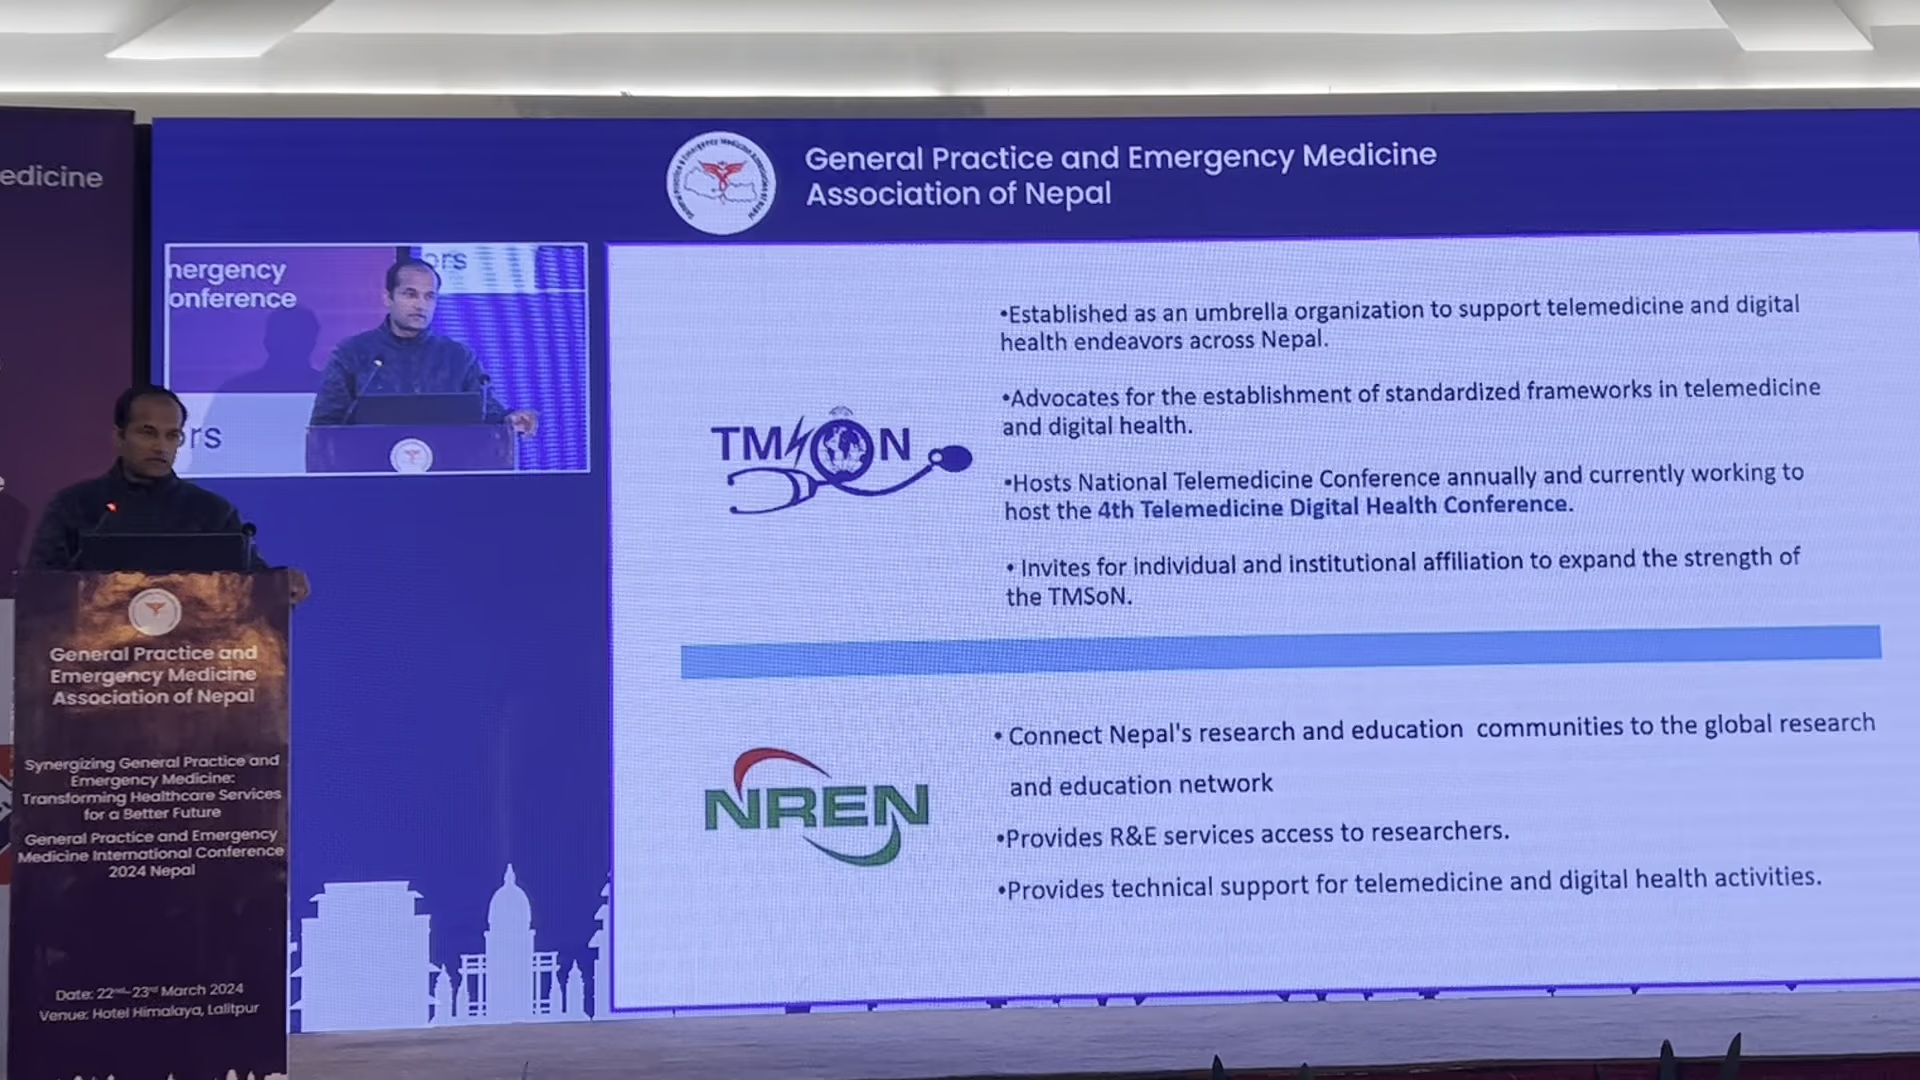 edicine
General Practice and Emergency Medicine
Association of Nepal
nergency
onference
ors
rs
TMSON
•Established as an umbrella organization to support telemedicine and digital
health endeavors across Nepal.
•Advocates for the establishment of standardized frameworks in telemedicine
and digital health.
•Hosts National Telemedicine Conference annually and currently working to
host the 4th Telemedicine Digital Health Conference.
• Invites for individual and institutional affiliation to expand the strength of
the TMSoN.
NREN
• Connect Nepal's research and education communities to the global research
and education network
•Provides R&E services access to researchers.
•Provides technical support for telemedicine and digital health activities.
General Practice and
Emergency Medicine
Association of Nepal
Synergizing General Practice and
Emergency Medicine:
Transforming Healthcare Services
for a Better Future
General Practice and Emergency
Medicine International Conference
2024 Nepal
Date: 22nd-23rd March 2024
Venue: Hotel Himalaya, Lalitpur